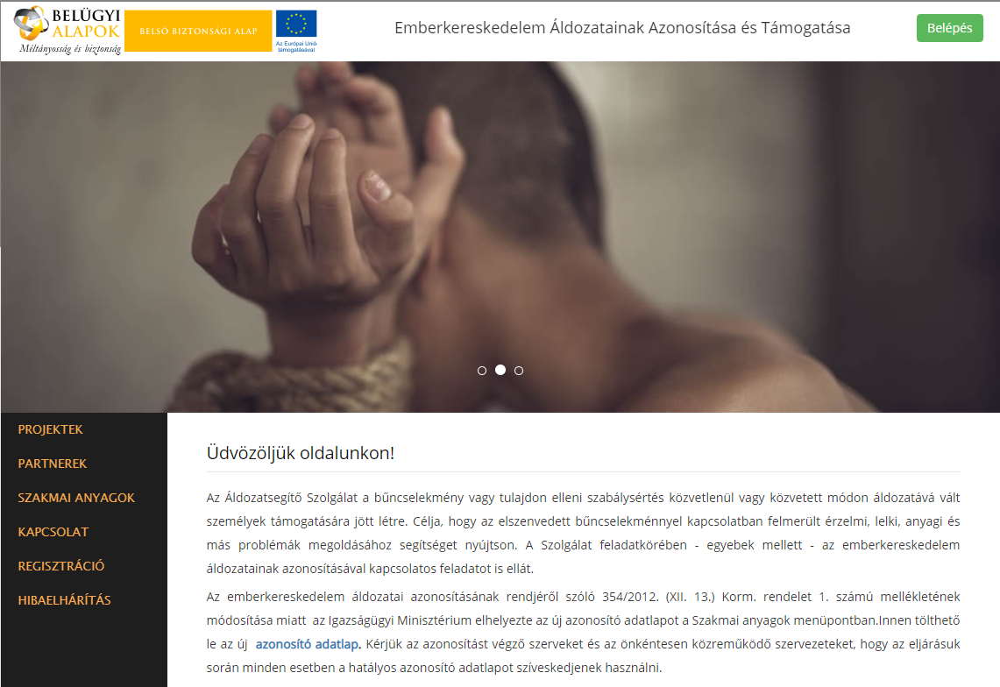 BELÜGYI
ALAPOK
Méltányosság és biztonság
BELSŐ BIZTONSÁGI ALAP
Az Európai Unió
támogatásával
Emberkereskedelem Áldozatainak Azonosítása és Támogatása
Belépés
PROJEKTEK
PARTNEREK
SZAKMAI ANYAGOK
KAPCSOLAT
REGISZTRÁCIÓ
HIBAELHÁRÍTÁS
Üdvözöljük oldalunkon!
Az Áldozatsegítő Szolgálat a bűncselekmény vagy tulajdon elleni szabálysértés közvetlenül vagy közvetett módon áldozatává vált
személyek támogatására jött létre. Célja, hogy az elszenvedett bűncselekménnyel kapcsolatban felmerült érzelmi, lelki, anyagi és
más problémák megoldásához segítséget nyújtson. A Szolgálat feladatkörében - egyebek mellett - az emberkereskedelem
áldozatainak azonosításával kapcsolatos feladatot is ellát.
Az emberkereskedelem áldozatai azonosításának rendjéről szóló 354/2012. (XII. 13.) Korm. rendelet 1. számú mellékletének
módosítása miatt  az Igazságügyi Minisztérium elhelyezte az új azonosító adatlapot a Szakmai anyagok menüpontban.Innen tölthető
le az új  azonosító adatlap. Kérjük az azonosítást végző szerveket és az önkéntesen közreműködő szervezeteket, hogy az eljárásuk
során minden esetben a hatályos azonosító adatlapot szíveskedjenek használni.